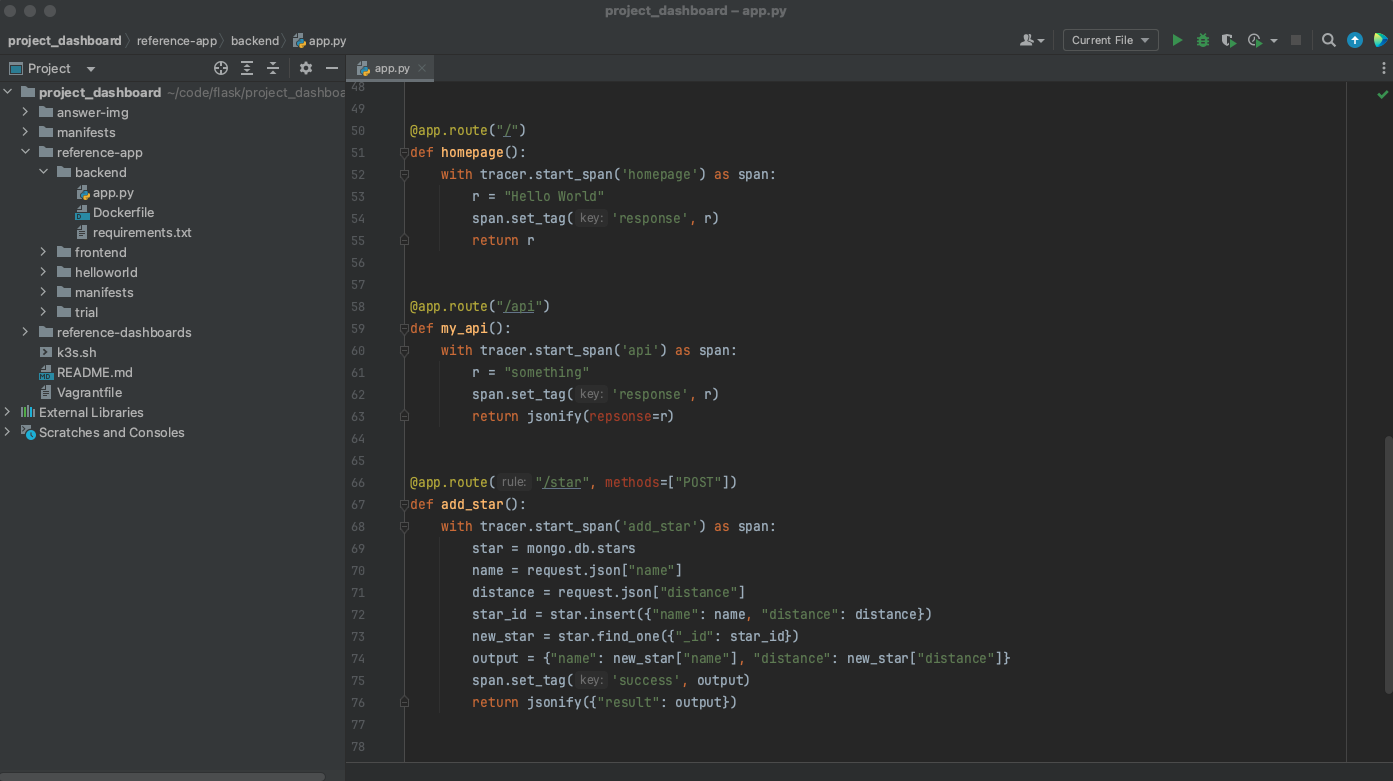 project_dashboard – app.py
project_dashboard 〉 reference-app 〉 backend 〉 app.py
Current File
Project
app.py
project_dashboard ~/code/flask/project_dashboa
answer-img
manifests
reference-app
backend
app.py
Dockerfile
requirements.txt
frontend
helloworld
manifests
trial
reference-dashboards
k3s.sh
README.md
Vagrantfile
External Libraries
Scratches and Consoles
48
49
50 @app.route("/")
51 def homepage():
52     with tracer.start_span('homepage') as span:
53         r = "Hello World"
54         span.set_tag( key: 'response', r)
55         return r
56
57
58 @app.route("/api")
59 def my_api():
60     with tracer.start_span('api') as span:
61         r = "something"
62         span.set_tag( key: 'response', r)
63         return jsonify(repsonse=r)
64
65
66 @app.route( rule: "/star", methods=["POST"])
67 def add_star():
68     with tracer.start_span('add_star') as span:
69         star = mongo.db.stars
70         name = request.json["name"]
71         distance = request.json["distance"]
72         star_id = star.insert({"name": name, "distance": distance})
73         new_star = star.find_one({"_id": star_id})
74         output = {"name": new_star["name"], "distance": new_star["distance"]}
75         span.set_tag( key: 'success', output)
76         return jsonify({"result": output})
77
78